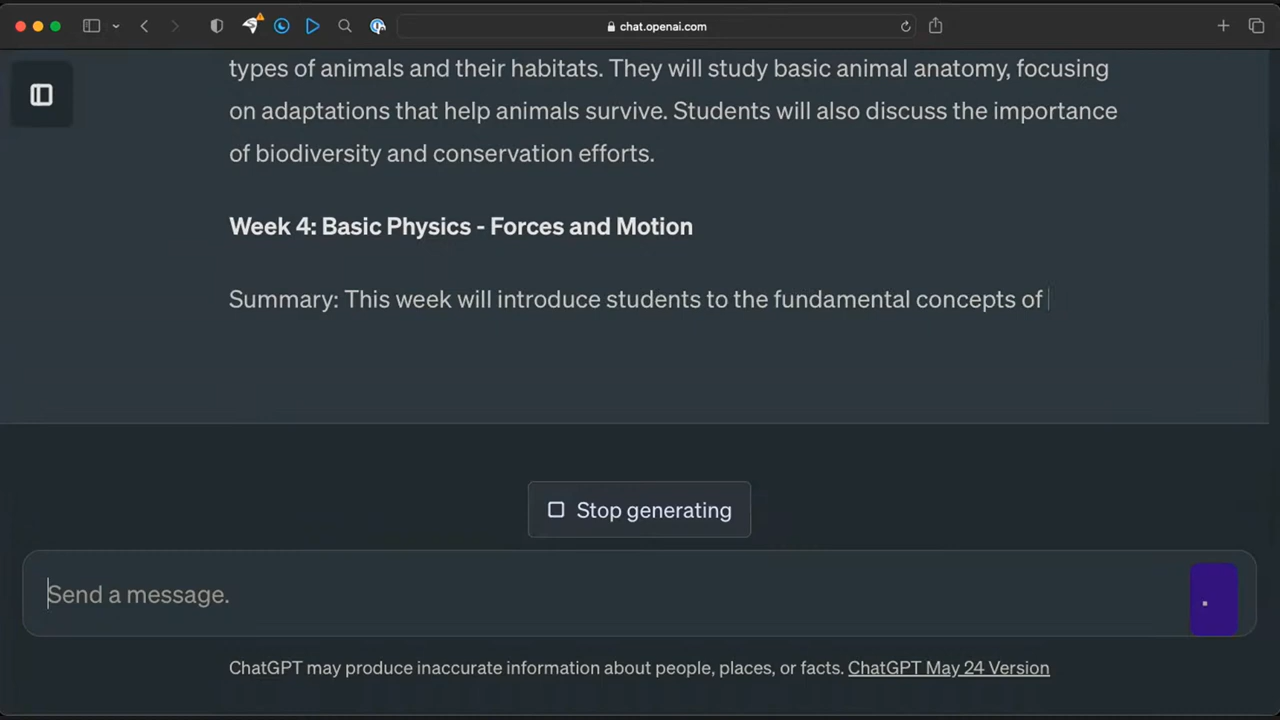 chat.openai.com
types of animals and their habitats. They will study basic animal anatomy, focusing
on adaptations that help animals survive. Students will also discuss the importance
of biodiversity and conservation efforts.
Week 4: Basic Physics - Forces and Motion
Summary: This week will introduce students to the fundamental concepts of
Stop generating
Send a message.
ChatGPT may produce inaccurate information about people, places, or facts. ChatGPT May 24 Version